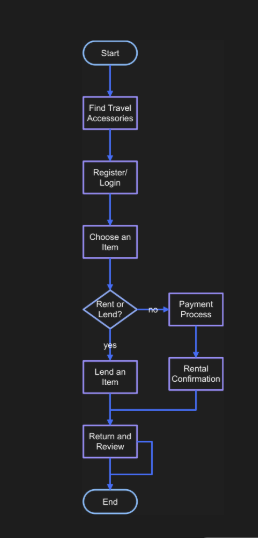 Start
Find Travel
Accessories
Register/
Login
Choose an
Item
Rent or
Lend?
no
Payment
Process
yes
Lend an
Item
Rental
Confirmation
Return and
Review
End